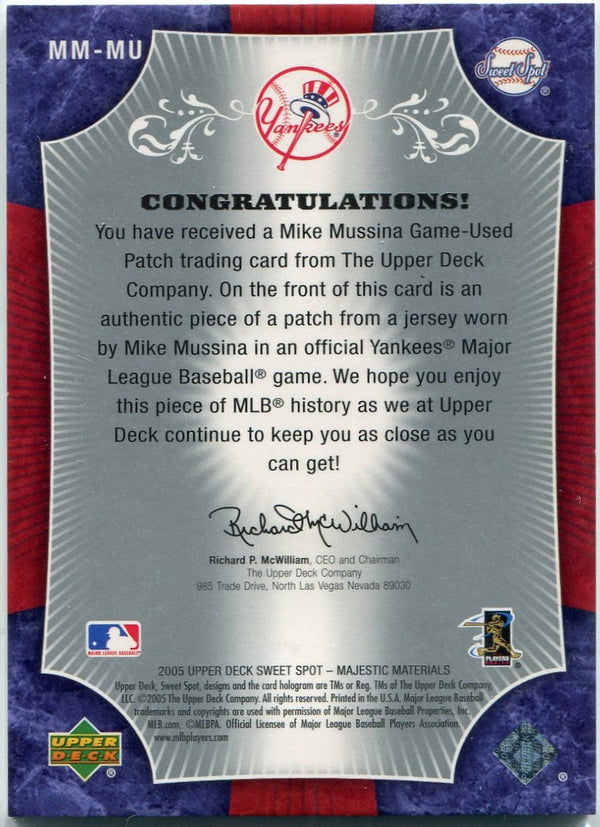 MM-MU
Sweet Spot
®
Yankees
CONGRATULATIONS!
You have received a Mike Mussina Game-Used
Patch trading card from The Upper Deck
Company. On the front of this card is an
authentic piece of a patch from a jersey worn
by Mike Mussina in an official Yankees® Major
League Baseball® game. We hope you enjoy
this piece of MLB® history as we at Upper
Deck continue to keep you as close as you
can get!
Richard McWilliam
Richard P. McWilliam, CEO and Chairman
The Upper Deck Company
985 Trade Drive, North Las Vegas Nevada 89030
MAJOR LEAGUE BASEBALL
PLAYERS
®
2005 UPPER DECK SWEET SPOT – MAJESTIC MATERIALS
Upper Deck, Sweet Spot, designs and the card hologram are TMs or Reg. TMs of The Upper Deck Company,
LLC. ©2005 The Upper Deck Company. All rights reserved. Printed in the U.S.A. Major League Baseball
trademarks and copyrights are used with permission of Major League Baseball Properties, Inc.
MLB.com. ©MLBPA. Official Licensee of Major League Baseball Players Association.
www.mlbplayers.com
UPPER
DECK
®
®